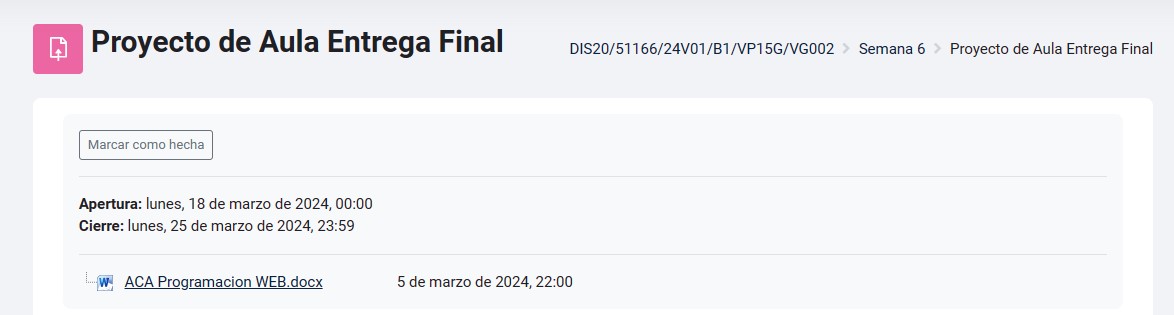 Proyecto de Aula Entrega Final
DIS20/51166/24V01/B1/VP15G/VG002 > Semana 6 > Proyecto de Aula Entrega Final
Marcar como hecha
Apertura: lunes, 18 de marzo de 2024, 00:00
Cierre: lunes, 25 de marzo de 2024, 23:59
ACA Programacion WEB.docx 5 de marzo de 2024, 22:00